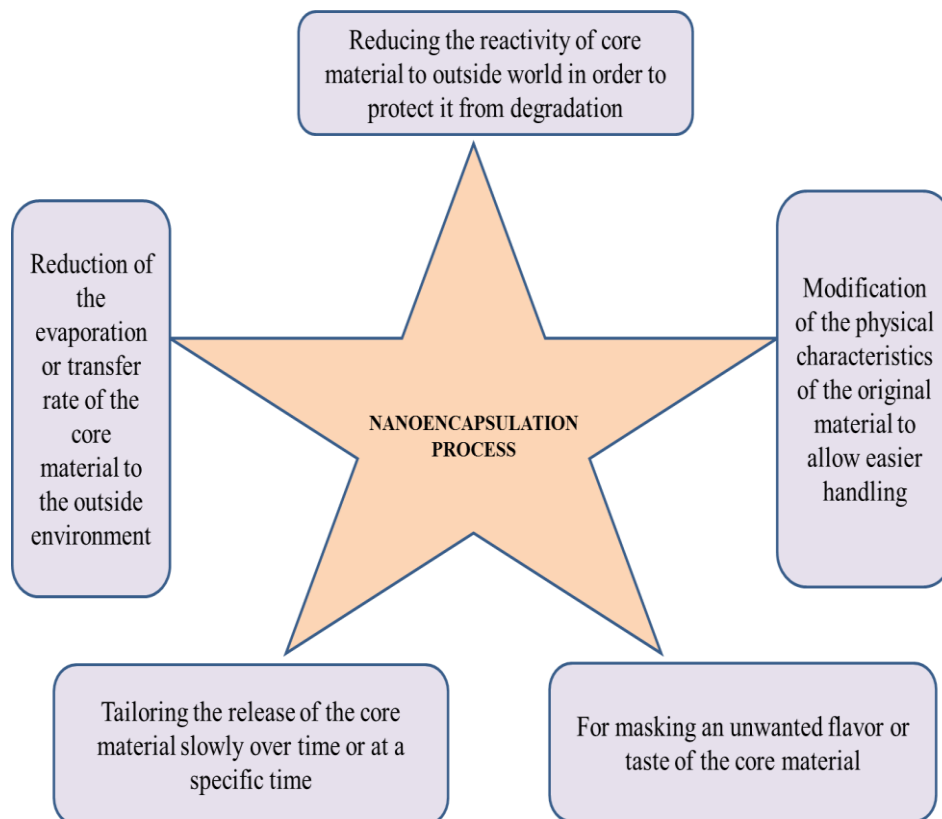 Reducing the reactivity of core
material to outside world in order to
protect it from degradation
Reduction of
the
evaporation
or transfer
rate of the
core
material to
the outside
environment
Modification
of the physical
characteristics
of the original
material to
allow easier
handling
NANOENCAPSULATION
PROCESS
Tailoring the release of the core
material slowly over time or at a
specific time
For masking an unwanted flavor or
taste of the core material